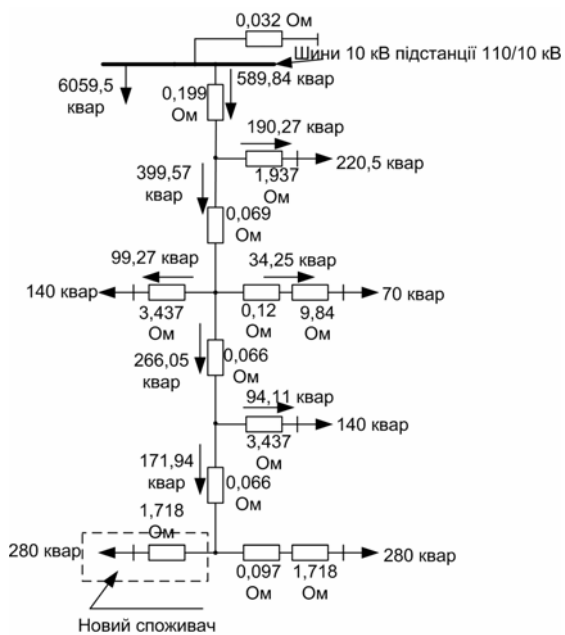 0,032 Ом
Шини 10 кВ підстанції 110/10 кВ
6059,5
квар
589,84 квар
0,199
Ом
190,27 квар
220,5 квар
1,937
Ом
399,57
квар
0,069
Ом
99,27 квар
34,25 квар
140 квар
70 квар
3,437
Ом
0,12
Ом
9,84
Ом
266,05
квар
0,066
Ом
94,11 квар
140 квар
3,437
Ом
171,94
квар
0,066
Ом
1,718
Ом
280 квар
280 квар
0,097
Ом
1,718
Ом
Новий споживач